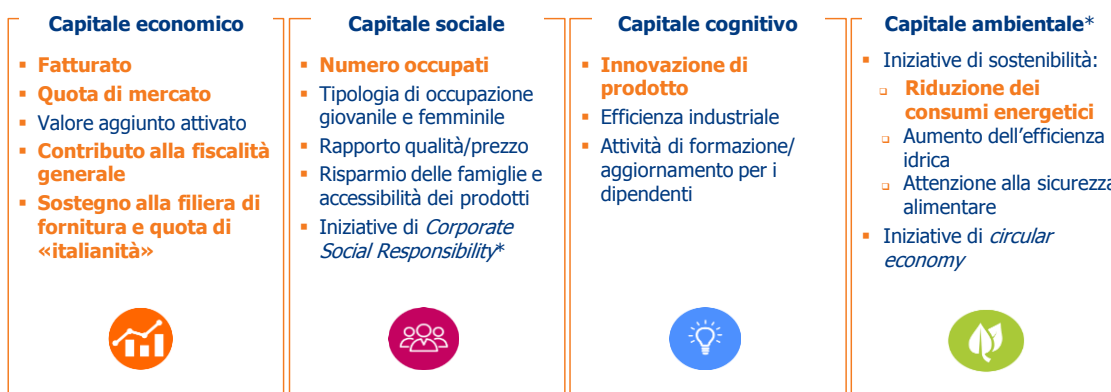 Capitale economico
▪ Fatturato
▪ Quota di mercato
▪ Valore aggiunto attivato
▪ Contributo alla fiscalità
generale
▪ Sostegno alla filiera di
fornitura e quota di
«italianità»
Capitale sociale
▪ Numero occupati
▪ Tipologia di occupazione
giovanile e femminile
▪ Rapporto qualità/prezzo
▪ Risparmio delle famiglie e
accessibilità dei prodotti
▪ Iniziative di Corporate
Social Responsibility*
Capitale cognitivo
▪ Innovazione di
prodotto
▪ Efficienza industriale
▪ Attività di formazione/
aggiornamento per i
dipendenti
Capitale ambientale*
▪ Iniziative di sostenibilità:
❑ Riduzione dei
consumi energetici
❑ Aumento dell'efficienza
idrica
❑ Attenzione alla sicurezza
alimentare
▪ Iniziative di circular
economy